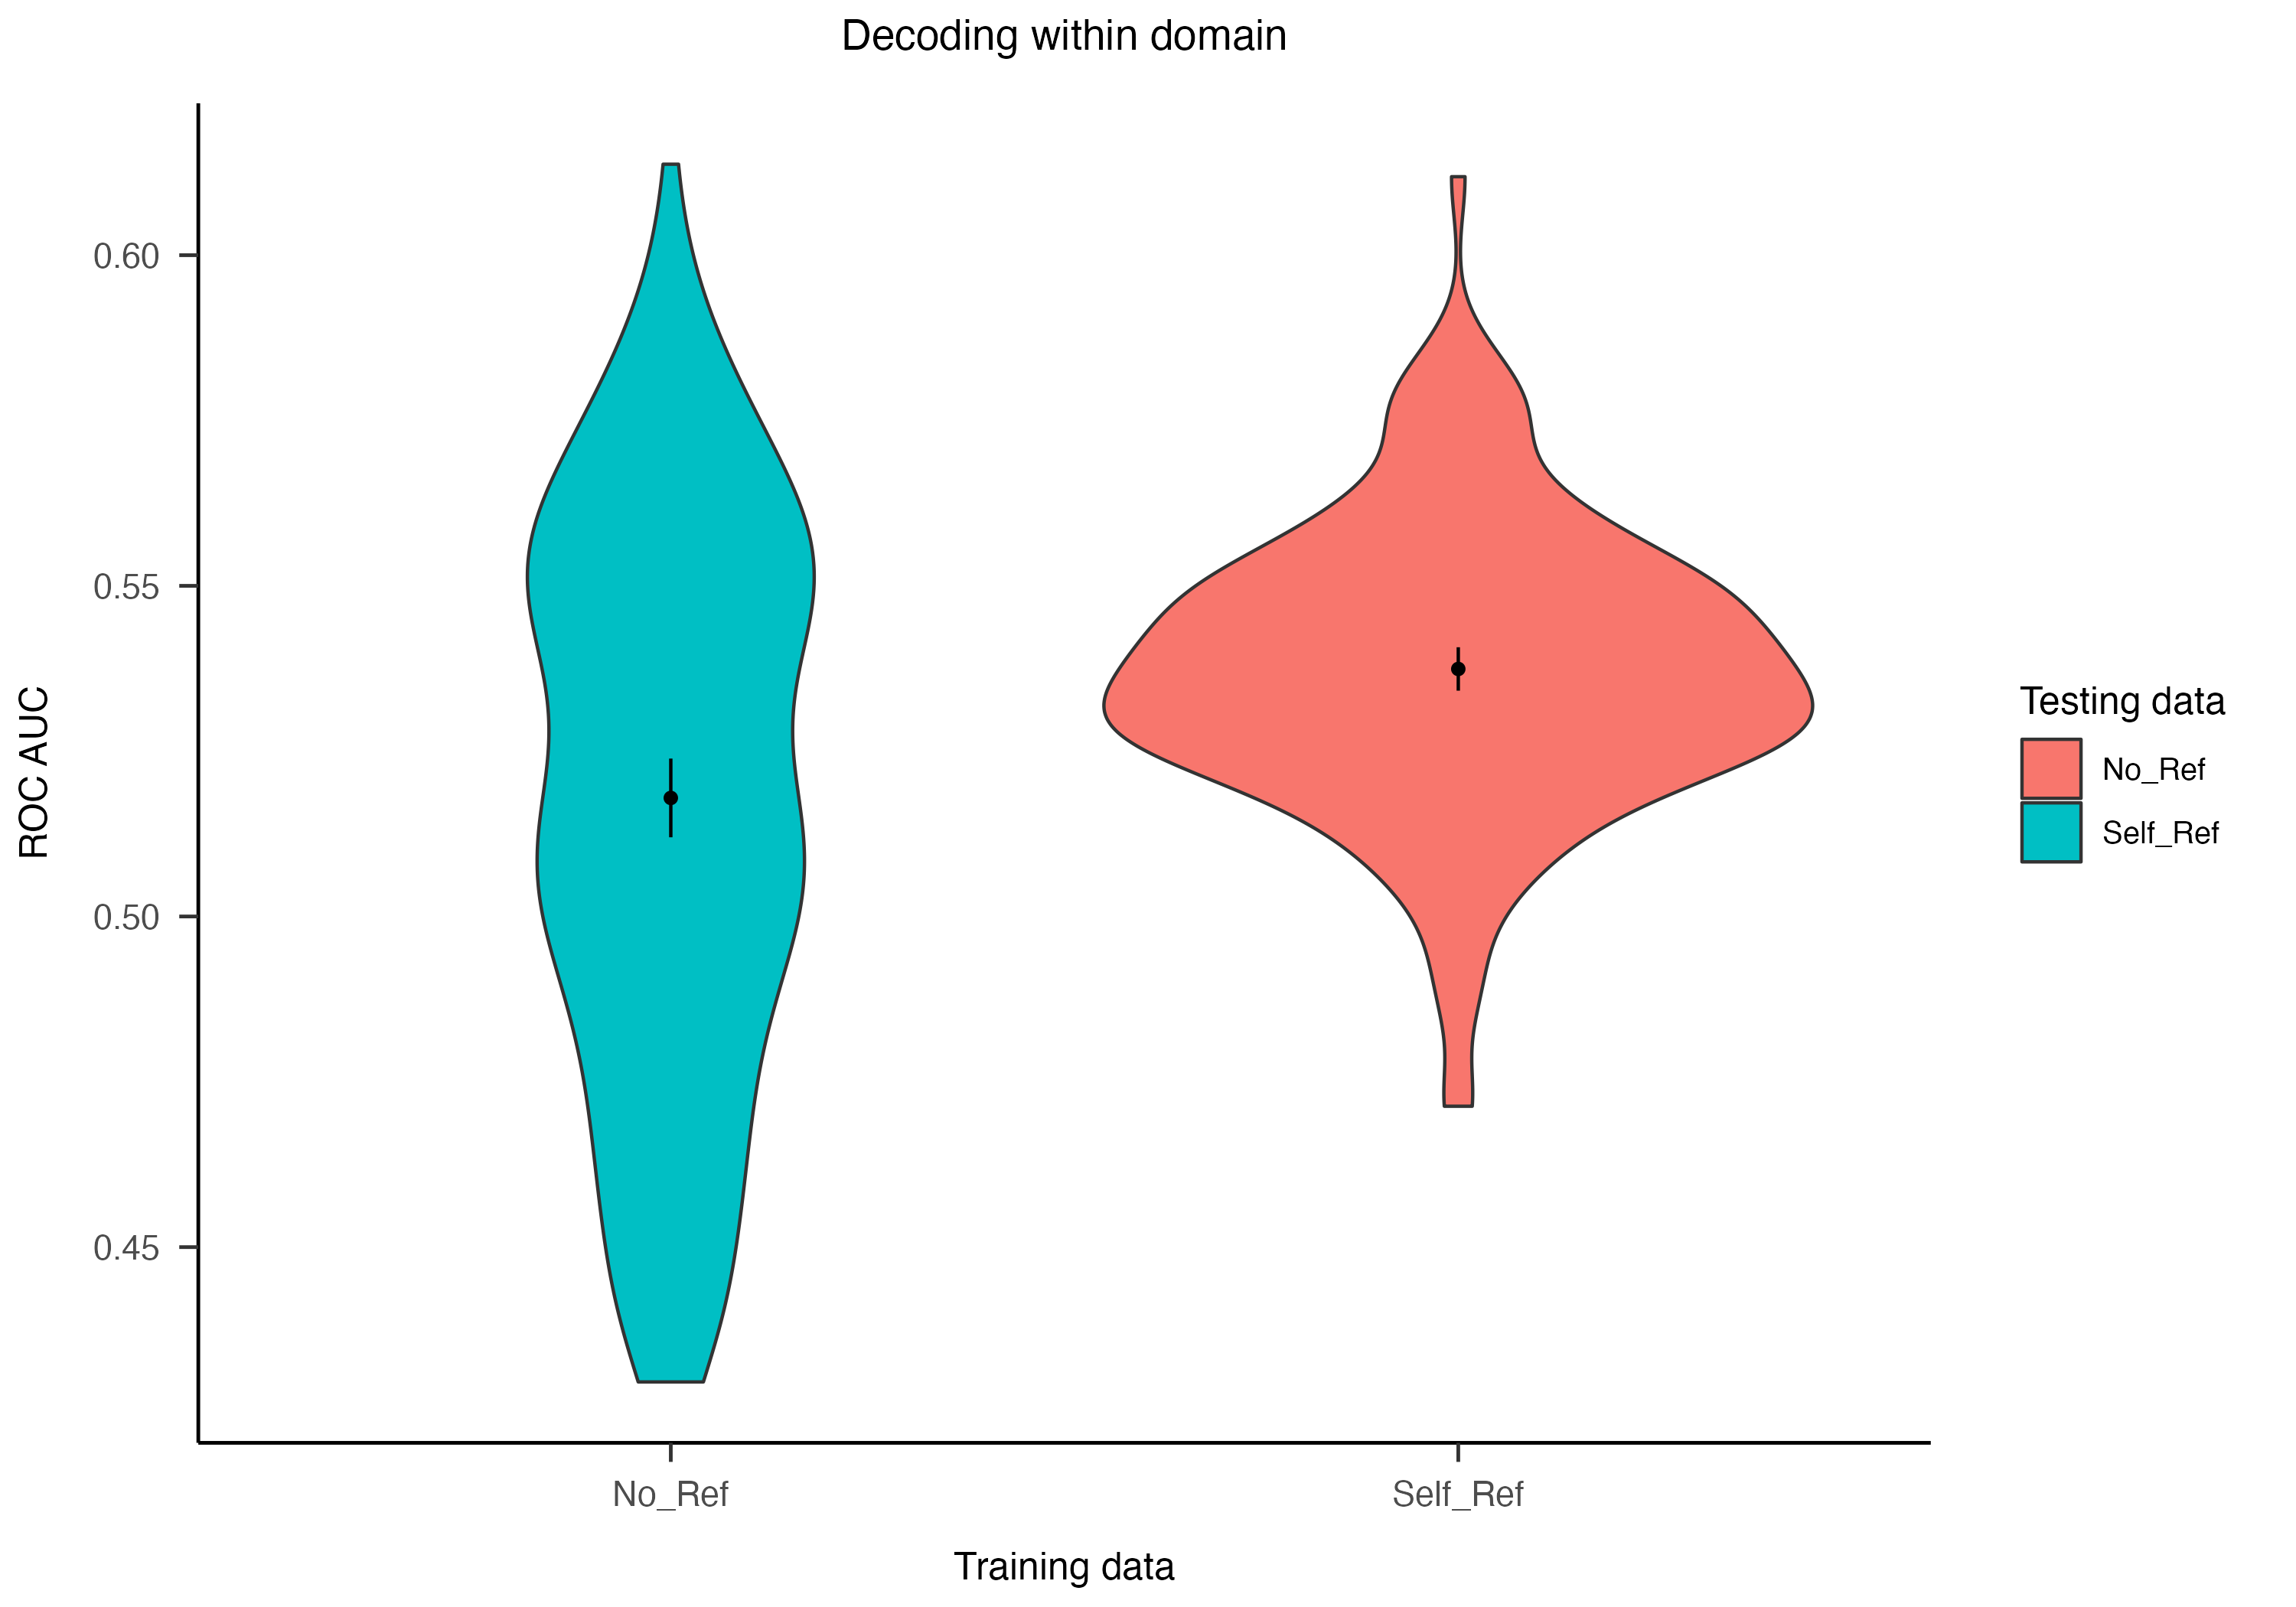 Decoding within domain
ROC AUC
0.60
0.55
0.50
0.45
No_Ref
Self_Ref
Training data
Testing data
No_Ref
Self_Ref